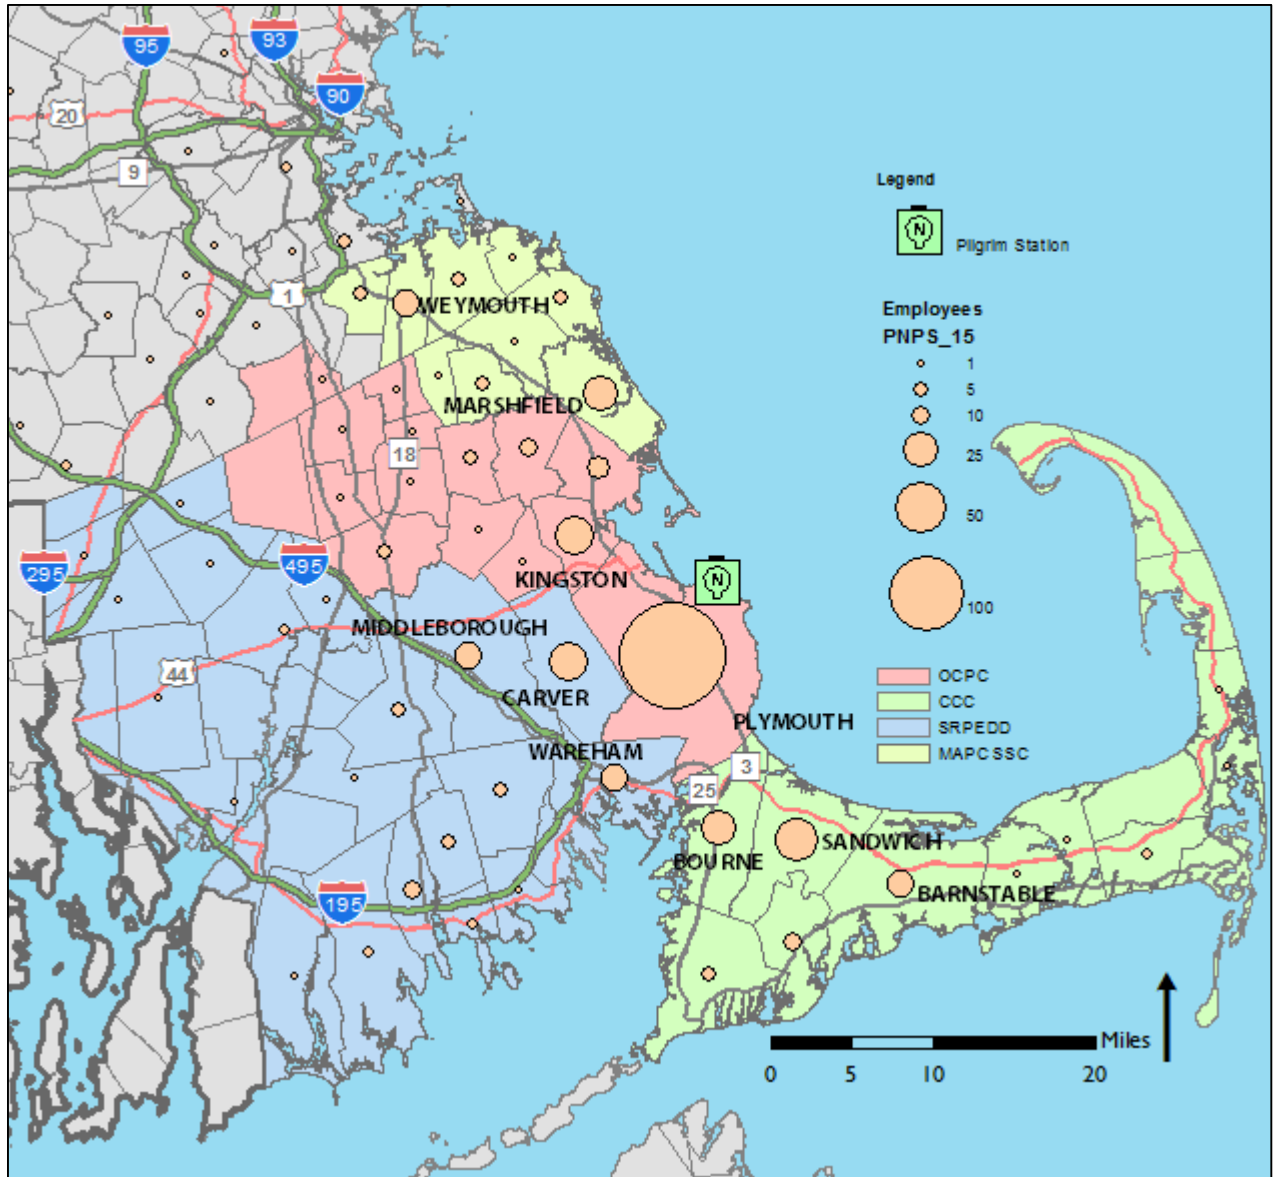 95
93
90
20
9
Legend
N
Pilgrim Station
1
WEYMOUTH
Employees
PNPS_15
1
5
10
25
50
100
MARSHFIELD
18
295
495
N
KINGSTON
MIDDLEBOROUGH
44
CARVER
OCPC
CCC
SRPEDD
MAPCSSC
PLYMOUTH
WAREHAM
3
25
SANDWICH
BOURNE
BARNSTABLE
195
Miles
0 5 10 20